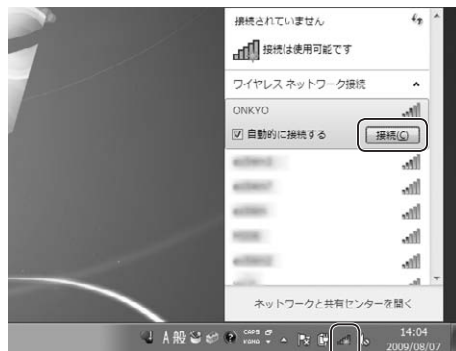 接続されていません
接続は使用可能です
ワイヤレス ネットワーク接続
ONKYO
自動的に接続する
接続(C)
ネットワークと共有センターを開く
A 般
CAPS
KANA
14:04
2009/08/07